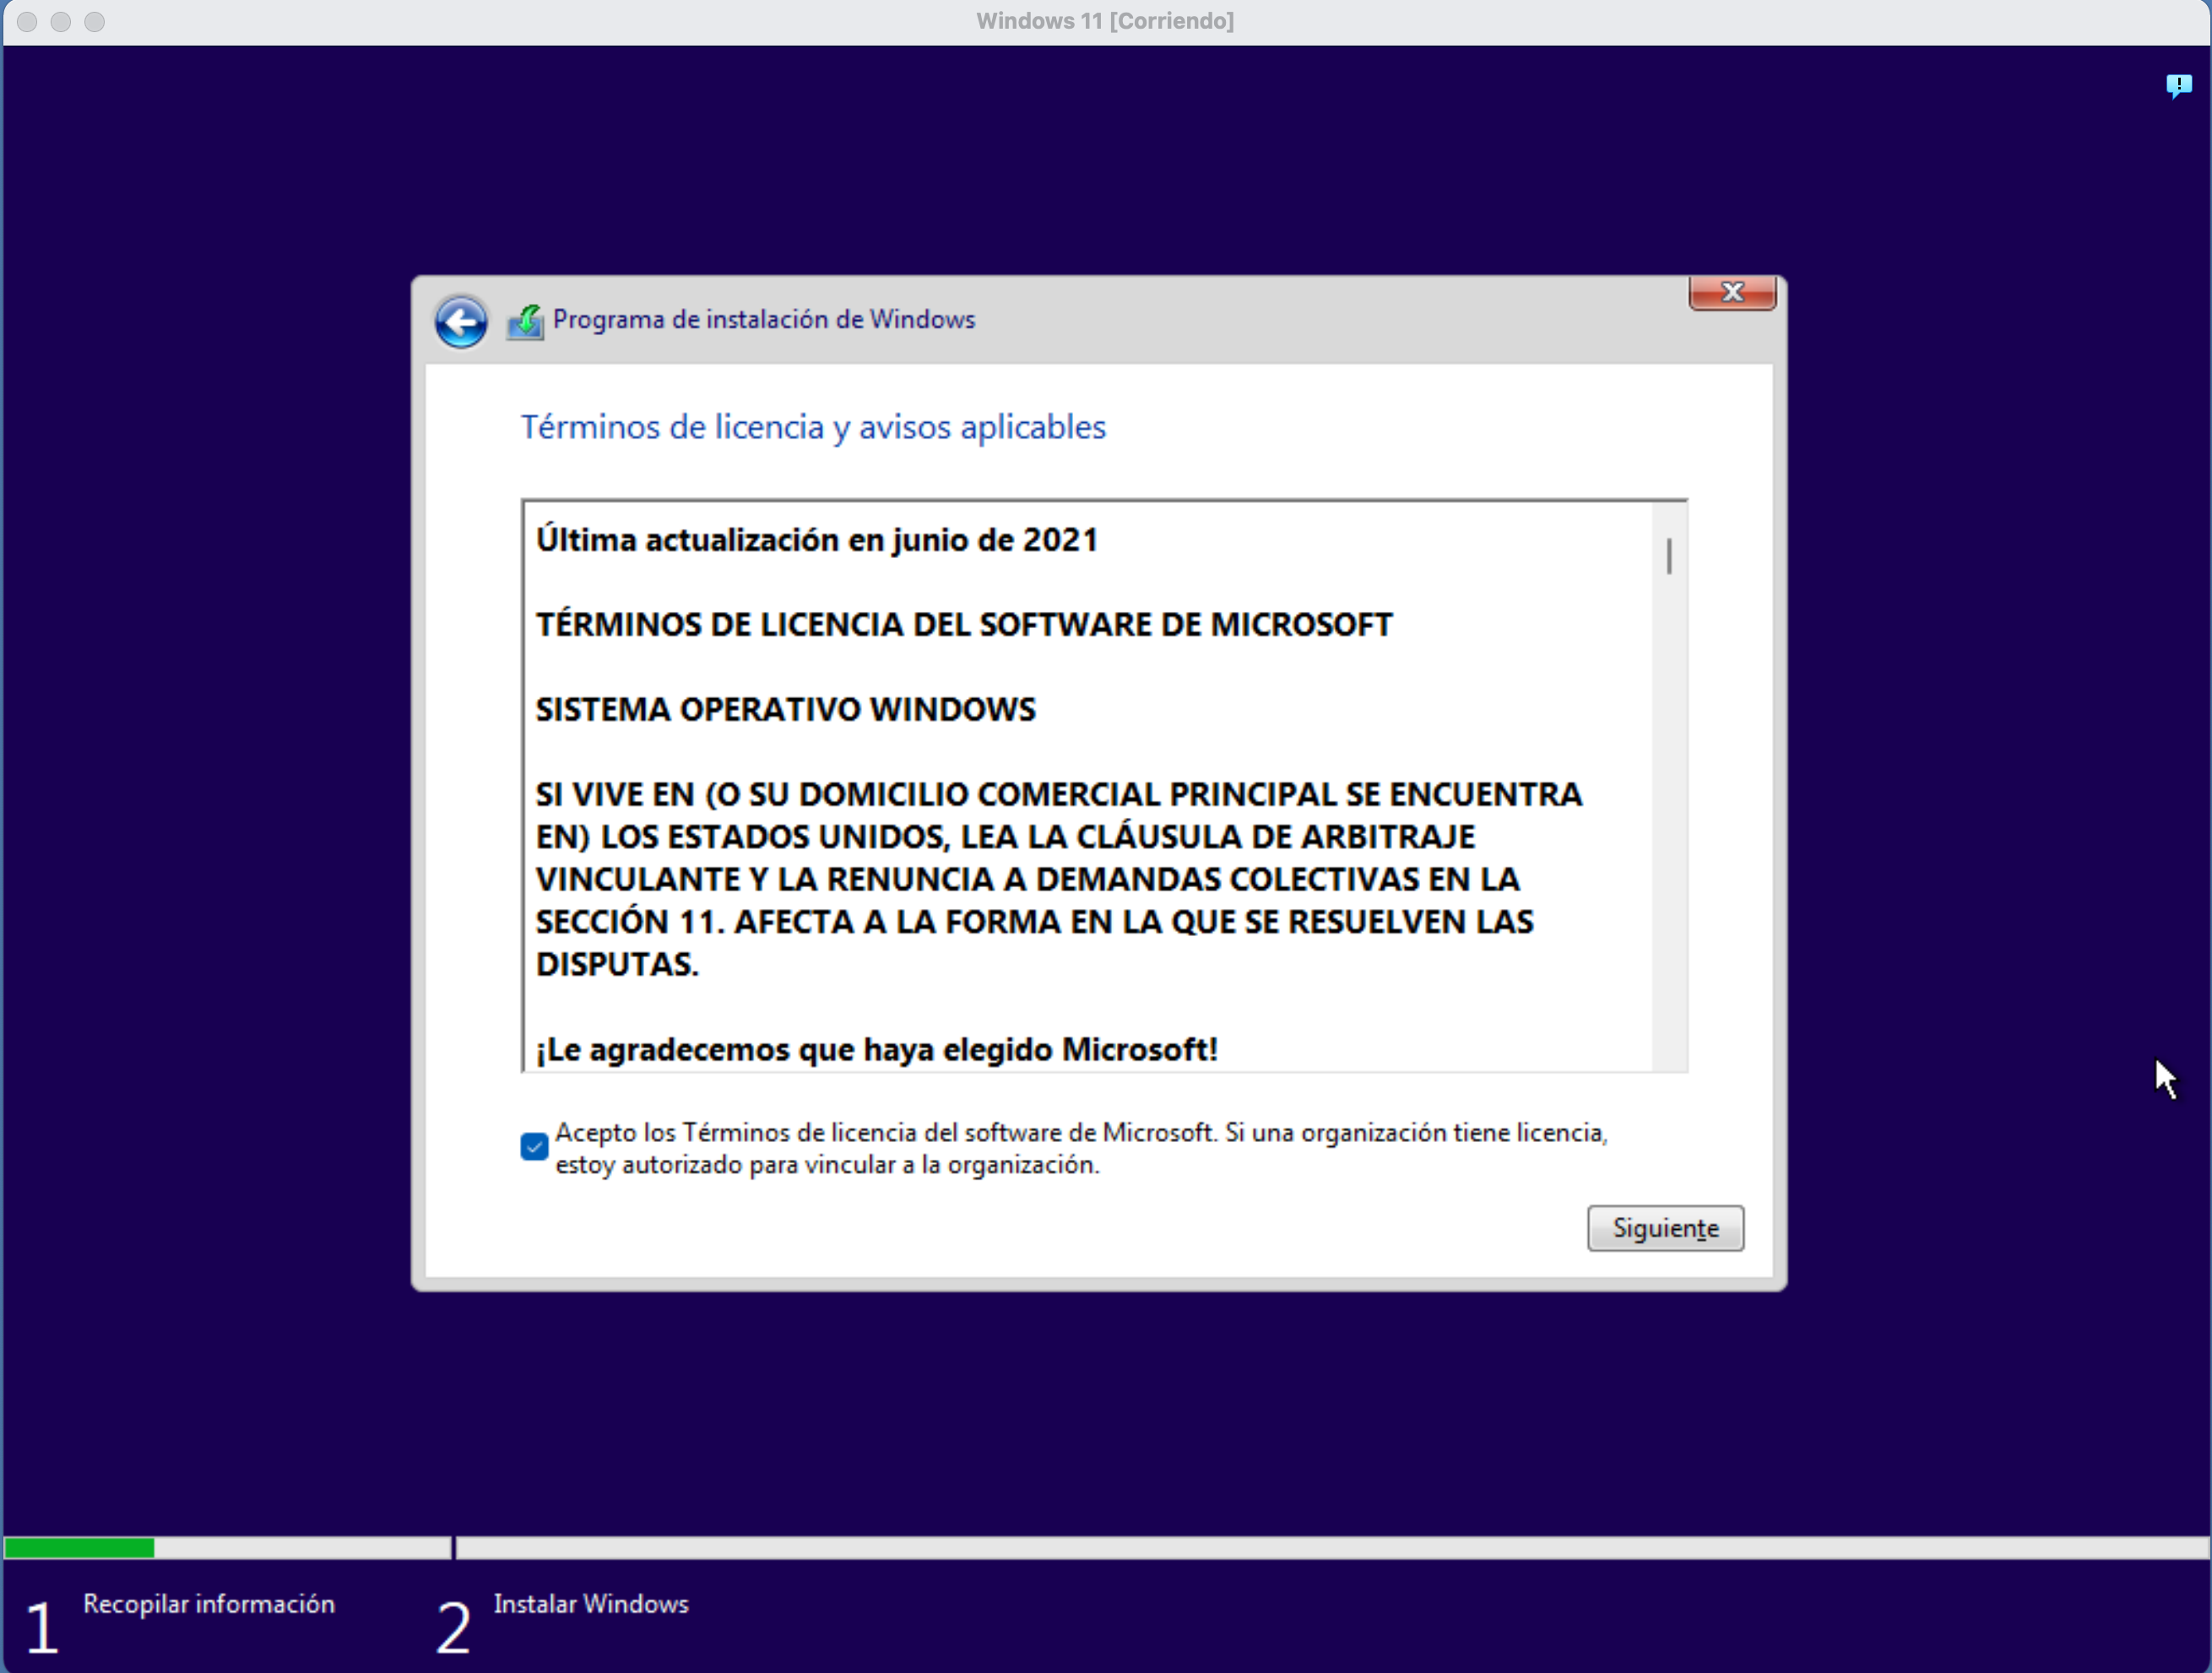 Windows 11 [Corriendo]
Programa de instalación de Windows
Términos de licencia y avisos aplicables
Última actualización en junio de 2021
TÉRMINOS DE LICENCIA DEL SOFTWARE DE MICROSOFT
SISTEMA OPERATIVO WINDOWS
SI VIVE EN (O SU DOMICILIO COMERCIAL PRINCIPAL SE ENCUENTRA
EN) LOS ESTADOS UNIDOS, LEA LA CLÁUSULA DE ARBITRAJE
VINCULANTE Y LA RENUNCIA A DEMANDAS COLECTIVAS EN LA
SECCIÓN 11. AFECTA A LA FORMA EN LA QUE SE RESUELVEN LAS
DISPUTAS.
¡Le agradecemos que haya elegido Microsoft!
Acepto los Términos de licencia del software de Microsoft. Si una organización tiene licencia,
estoy autorizado para vincular a la organización.
Siguiente
1 Recopilar información
2 Instalar Windows